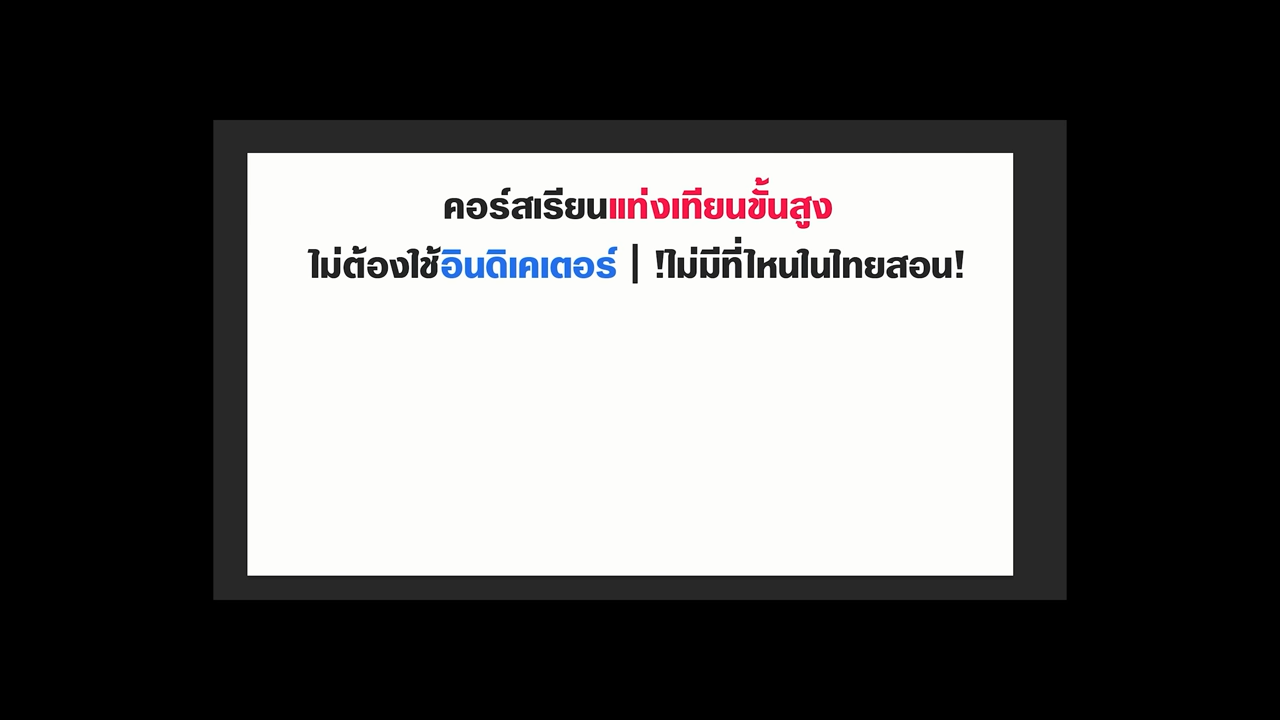 คอร์สเรียนแท่งเทียนขั้นสูง
ไม่ต้องใช้อินดิเคเตอร์ | !ไม่มีที่ไหนในไทยสอน!